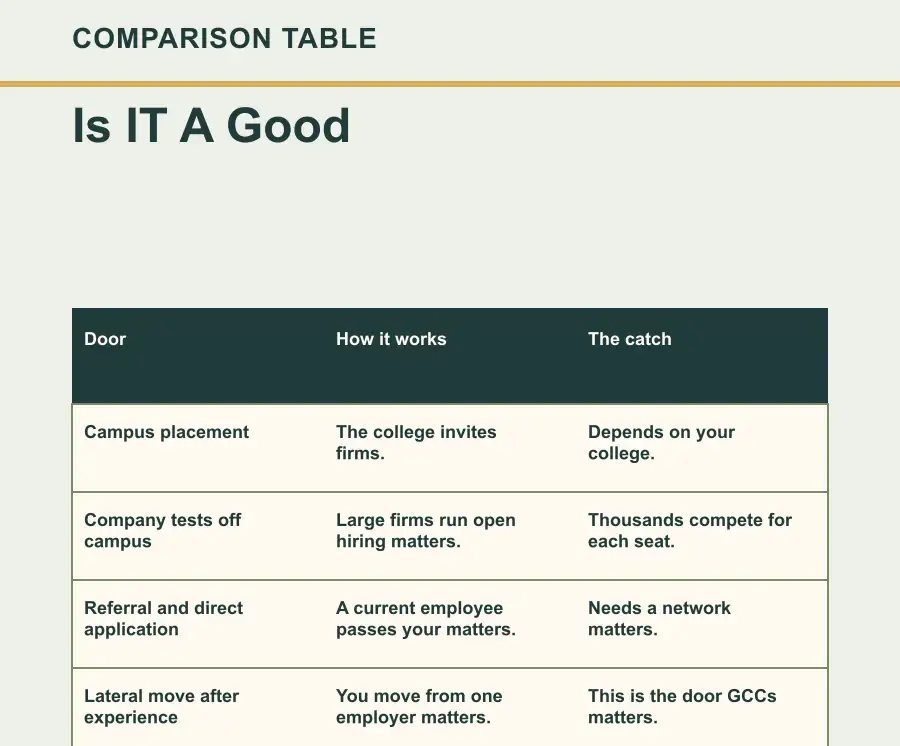 COMPARISON TABLE
Is IT A Good
Door
How it works
The catch
Campus placement
The college invites
firms.
Depends on your
college.
Company tests off
campus
Large firms run open
hiring matters.
Thousands compete for
each seat.
Referral and direct
application
A current employee
passes your matters.
Needs a network
matters.
Lateral move after
experience
You move from one
employer matters.
This is the door GCCs
matters.